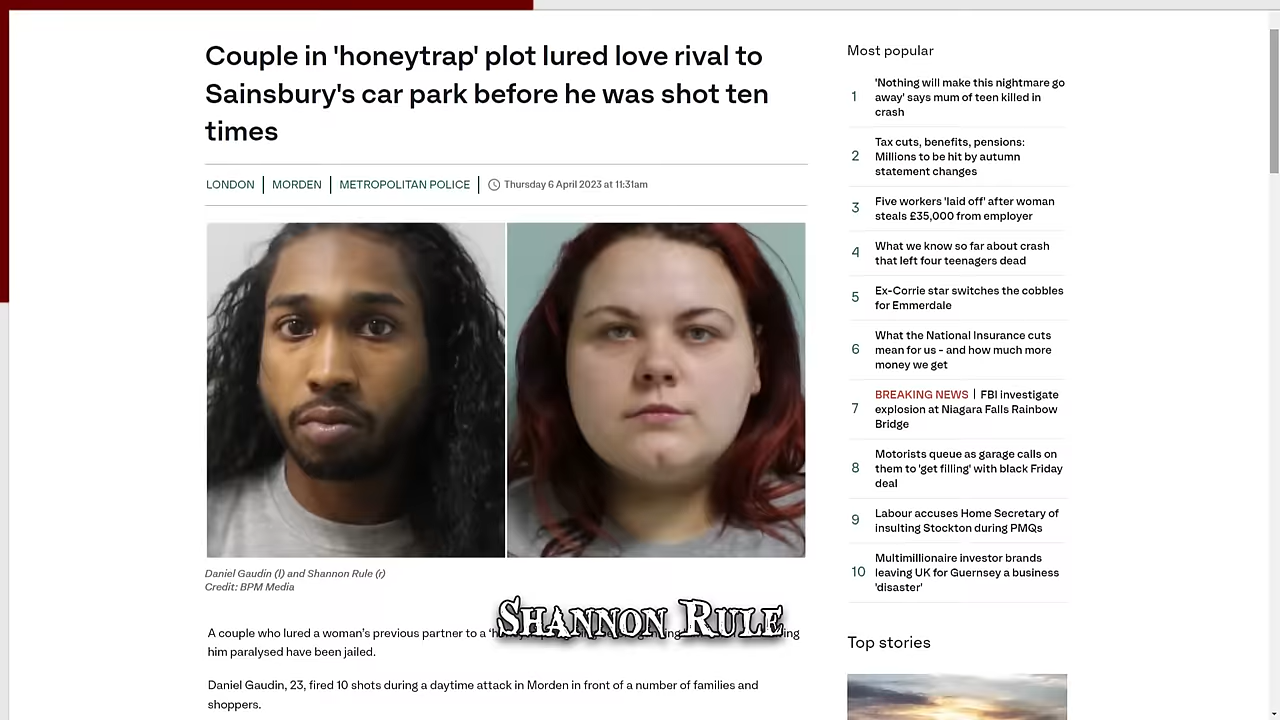 Couple in 'honeytrap' plot lured love rival to
Sainsbury's car park before he was shot ten
times
LONDON | MORDEN | METROPOLITAN POLICE | Thursday 6 April 2023 at 11:31am
Daniel Gaudin (l) and Shannon Rule (r)
Credit: BPM Media
SHANNON RULE
A couple who lured a woman's previous partner to a
him paralysed have been jailed.
Daniel Gaudin, 23, fired 10 shots during a daytime attack in Morden in front of a number of families and
shoppers.
Most popular
1 'Nothing will make this nightmare go
away' says mum of teen killed in
crash
2 Tax cuts, benefits, pensions:
Millions to be hit by autumn
statement changes
3 Five workers 'laid off' after woman
steals £35,000 from employer
4 What we know so far about crash
that left four teenagers dead
5 Ex-Corrie star switches the cobbles
for Emmerdale
6 What the National Insurance cuts
mean for us - and how much more
money we get
7 BREAKING NEWS | FBI investigate
explosion at Niagara Falls Rainbow
Bridge
8 Motorists queue as garage calls on
them to 'get filling' with black Friday
deal
9 Labour accuses Home Secretary of
insulting Stockton during PMQs
10 Multimillionaire investor brands
leaving UK for Guernsey a business
'disaster'
Top stories